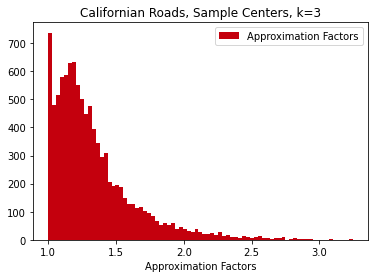 Californian Roads, Sample Centers, k=3
Approximation Factors
700
600
500
400
300
200
100
0
1.0 1.5 2.0 2.5 3.0
Approximation Factors